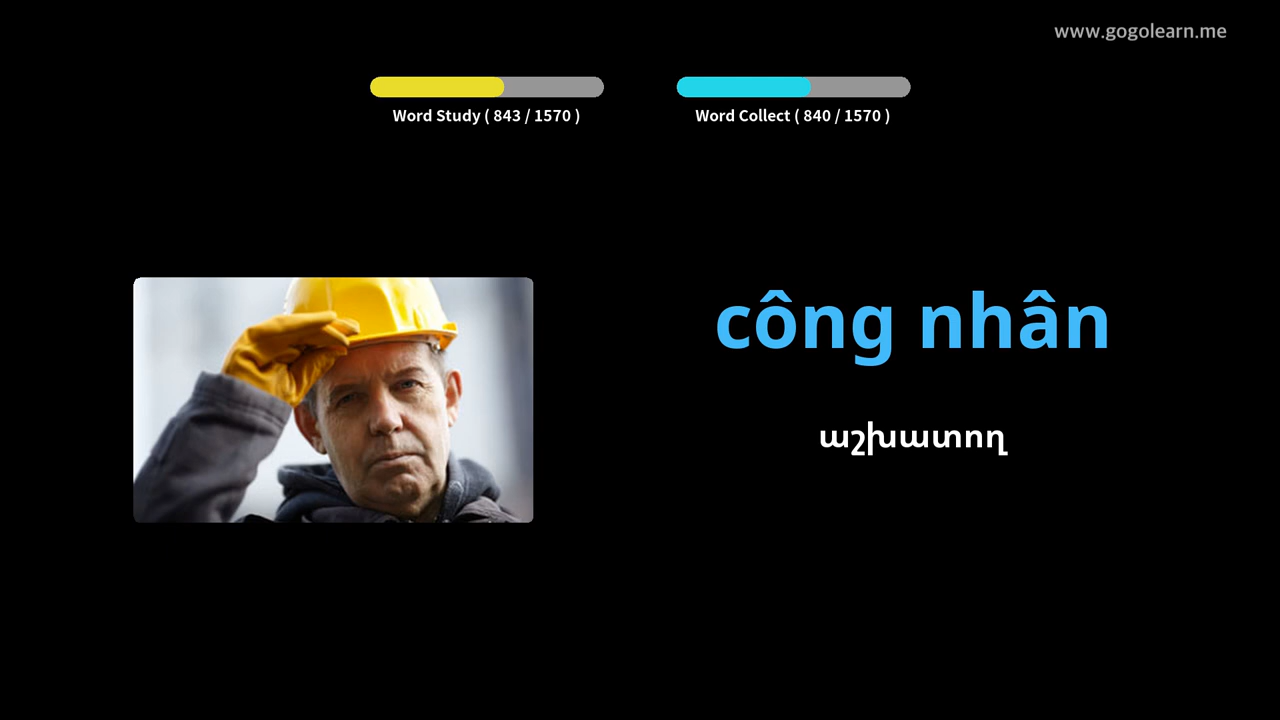 www.gogolearn.me
Word Study ( 843 / 1570 )
Word Collect ( 840 / 1570 )
công nhân
աշխատող